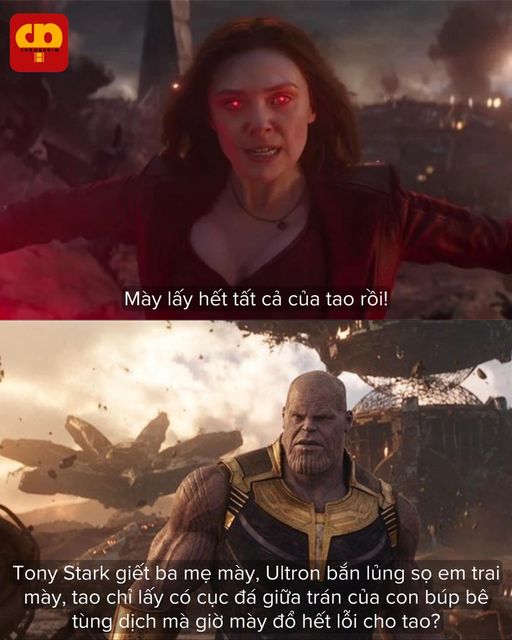 Mày lấy hết tất cả của tao rồi!
Tony Stark giết ba mẹ mày, Ultron bắn lủng sọ em trai
mày, tao chỉ lấy có cục đá giữa trán của con búp bê
tùng dịch mà giờ mày đổ hết lỗi cho tao?